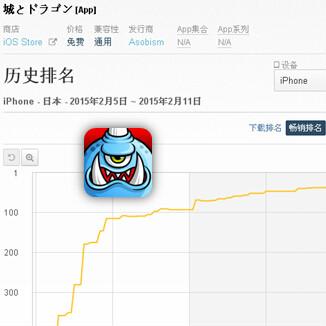 城とドラゴン [App]
商店 价格 兼容性 发行商 App集合 App系列
iOS Store 免费 通用 Asobism N/A N/A
历史排名
设备
iPhone
iPhone - 日本 - 2015年2月5日 ~ 2015年2月11日
下载排名 畅销排名
1
100
200
300